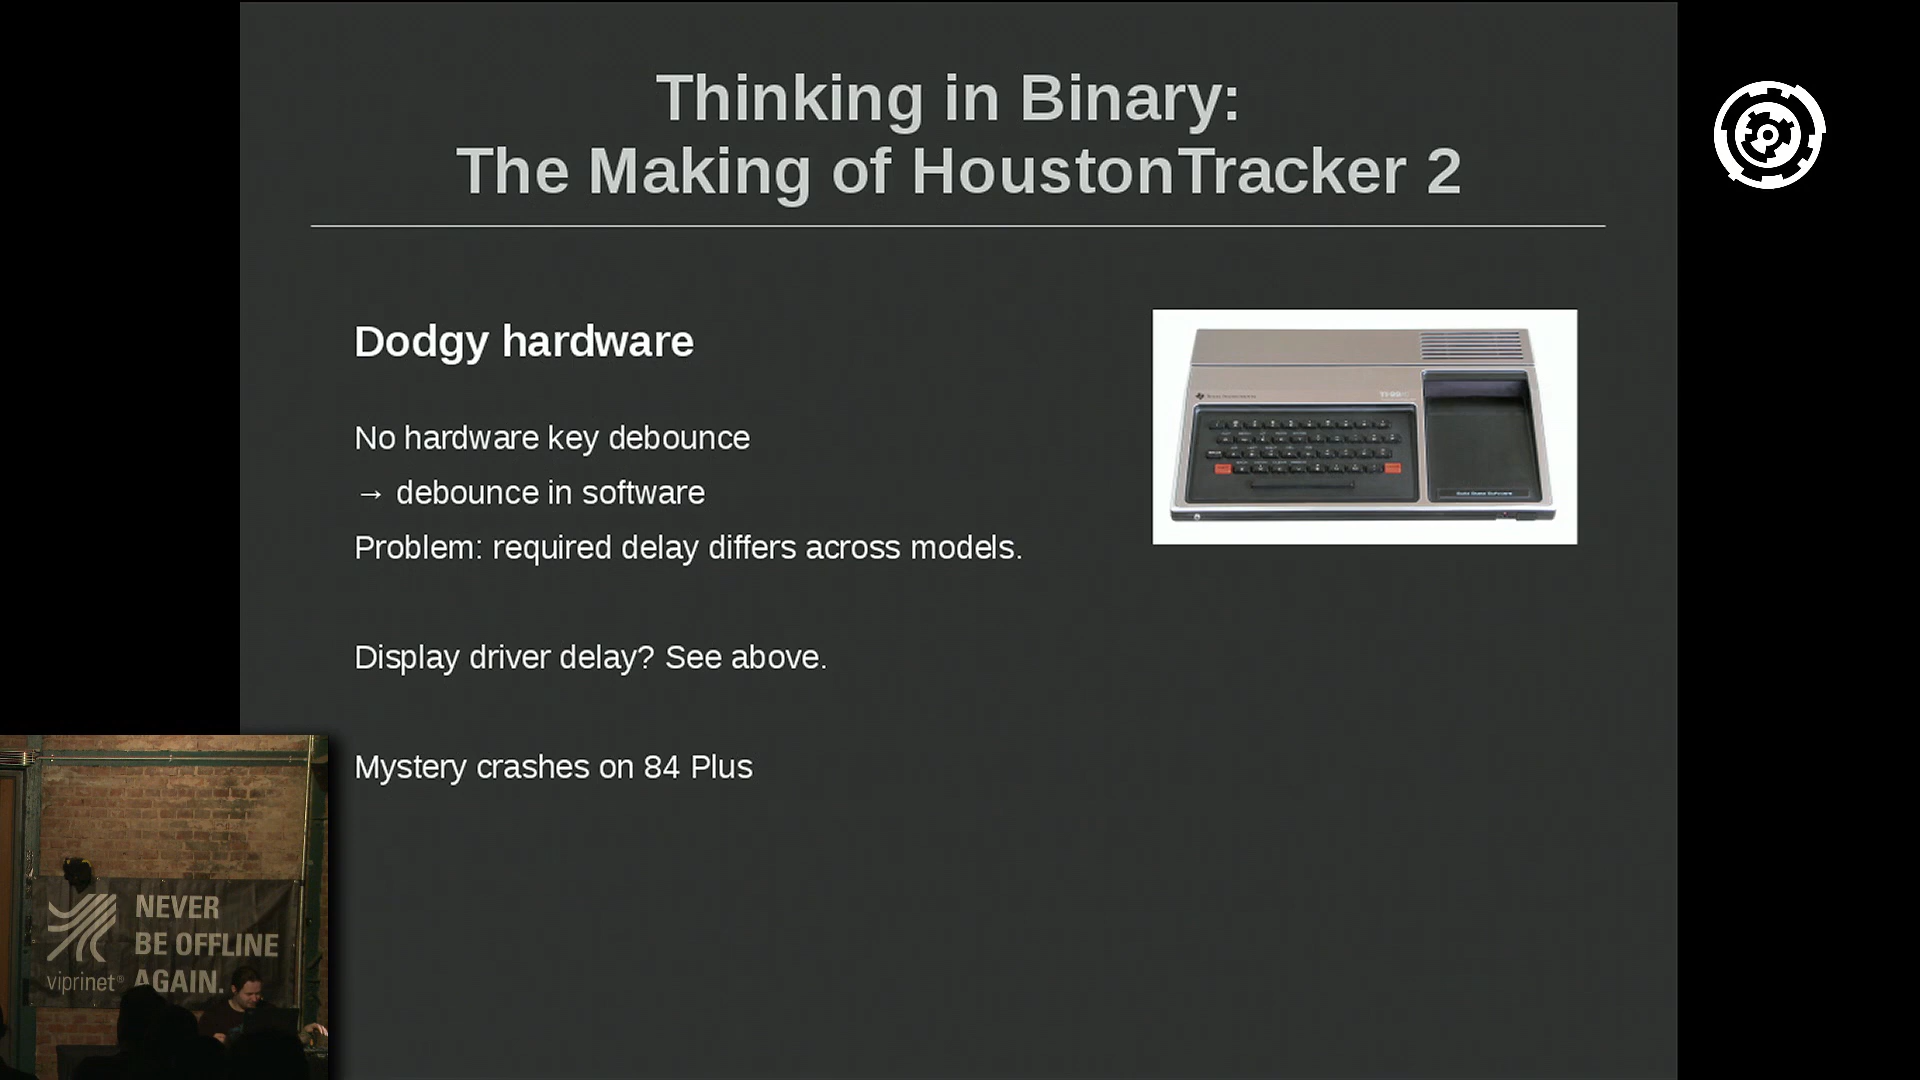 Thinking in Binary:
The Making of HoustonTracker 2
Dodgy hardware
No hardware key debounce
→ debounce in software
Problem: required delay differs across models.
Display driver delay? See above.
Mystery crashes on 84 Plus
NEVER
BE OFFLINE
AGAIN.
viprinet®